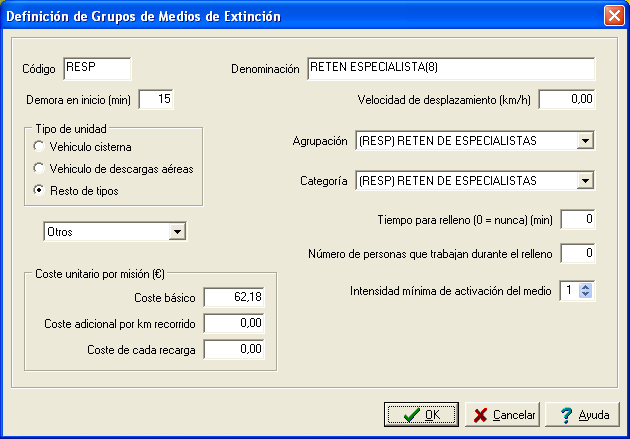 Definición de Grupos de Medios de Extinción
Código RESP Denominación RETEN ESPECIALISTA(8)
Demora en inicio (min) 15 Velocidad de desplazamiento (km/h) 0,00
Tipo de unidad
Vehiculo cisterna
Vehiculo de descargas aéreas
Resto de tipos
Otros
Agrupación (RESP) RETEN DE ESPECIALISTAS
Categoría (RESP) RETEN DE ESPECIALISTAS
Tiempo para relleno (0 = nunca) (min) 0
Número de personas que trabajan durante el relleno 0
Intensidad mínima de activación del medio 1
Coste unitario por misión (€)
Coste básico 62,18
Coste adicional por km recorrido 0,00
Coste de cada recarga 0,00
OK Cancelar Ayuda